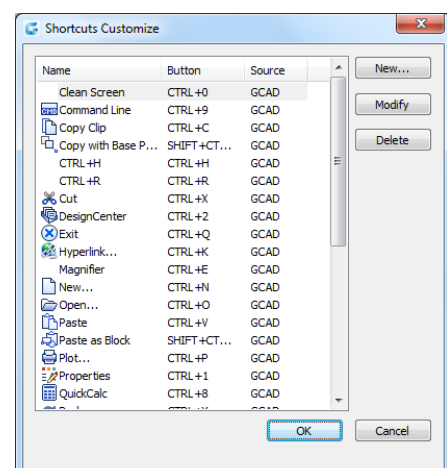 Shortcuts Customize
Name Button Source
Clean Screen CTRL+0 GCAD
Command Line CTRL+9 GCAD
Copy Clip CTRL+C GCAD
Copy with Base P... SHIFT+CT... GCAD
CTRL+H CTRL+H GCAD
CTRL+R CTRL+R GCAD
Cut CTRL+X GCAD
DesignCenter CTRL+2 GCAD
Exit CTRL+Q GCAD
Hyperlink... CTRL+K GCAD
Magnifier CTRL+E GCAD
New... CTRL+N GCAD
Open... CTRL+O GCAD
Paste CTRL+V GCAD
Paste as Block SHIFT+CT... GCAD
Plot... CTRL+P GCAD
Properties CTRL+1 GCAD
QuickCalc CTRL+8 GCAD
New...
Modify
Delete
OK Cancel